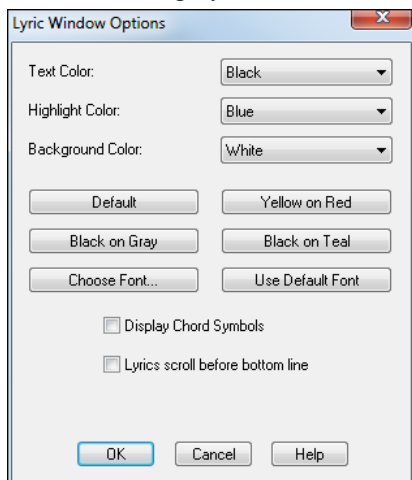 Lyric Window Options
Text Color: Black
Highlight Color: Blue
Background Color: White
Default Yellow on Red
Black on Gray Black on Teal
Choose Font... Use Default Font
Display Chord Symbols
Lyrics scroll before bottom line
OK Cancel Help